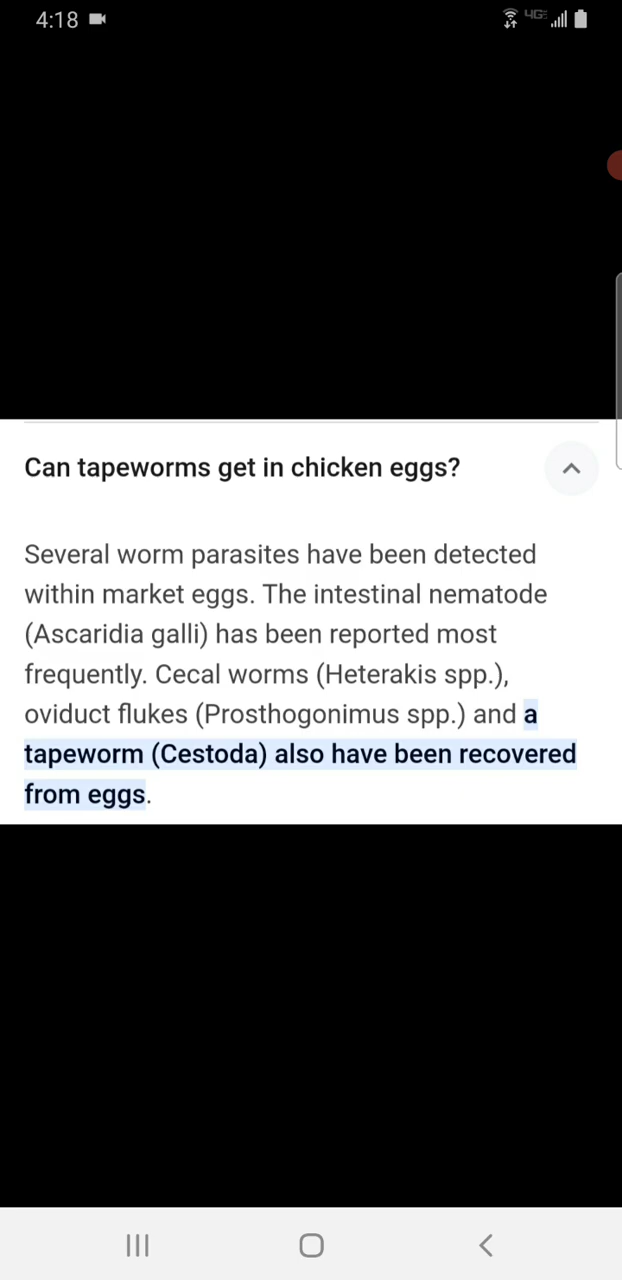 4:18 4GE
Can tapeworms get in chicken eggs?
Several worm parasites have been detected
within market eggs. The intestinal nematode
(Ascaridia galli) has been reported most
frequently. Cecal worms (Heterakis spp.),
oviduct flukes (Prosthogonimus spp.) and a
tapeworm (Cestoda) also have been recovered
from eggs.